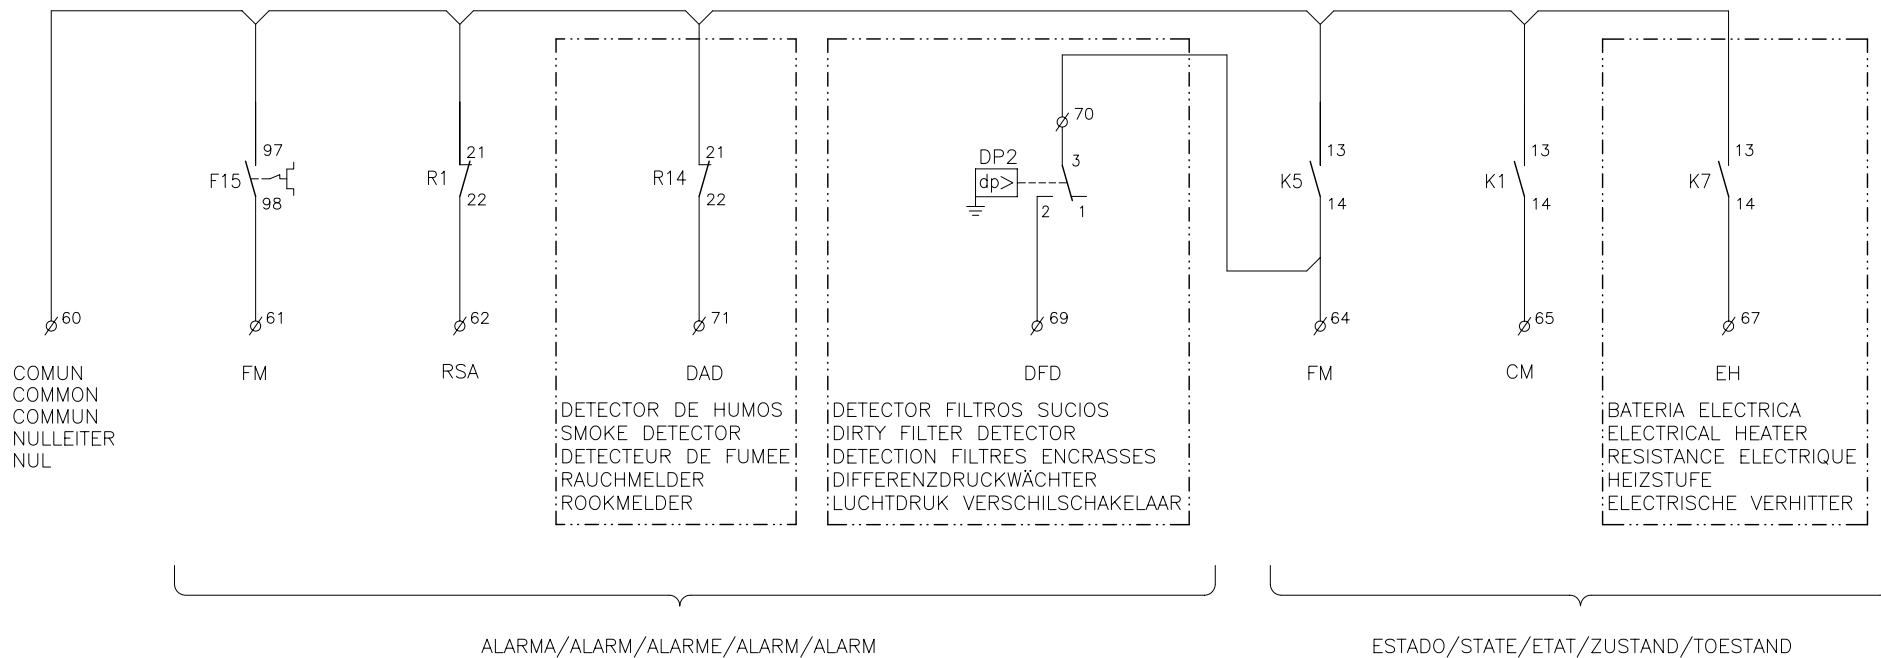 70
97
21
21
DP2
3
13
13
13
F15
R1
R14
dp>
K5
K1
K7
98
22
22
2
1
14
14
14
60
61
62
71
69
64
65
67
COMUN
COMMON
COMMUN
NULLEITER
NUL
FM
RSA
DAD
DFD
FM
CM
EH
DETECTOR DE HUMOS
SMOKE DETECTOR
DETECTEUR DE FUMEE
RAUCHMELDER
ROOKMELDER
DETECTOR FILTROS SUCIOS
DIRTY FILTER DETECTOR
DETECTION FILTRES ENCRASSES
DIFFERENZDRUCKWÄCHTER
LUCHTDRUK VERSCHILSCHAKELAAR
BATERIA ELECTRICA
ELECTRICAL HEATER
RESISTANCE ELECTRIQUE
HEIZSTUFE
ELECTRISCHE VERHITTER
ALARMA/ALARM/ALARME/ALARM/ALARM
ESTADO/STATE/ETAT/ZUSTAND/TOESTAND